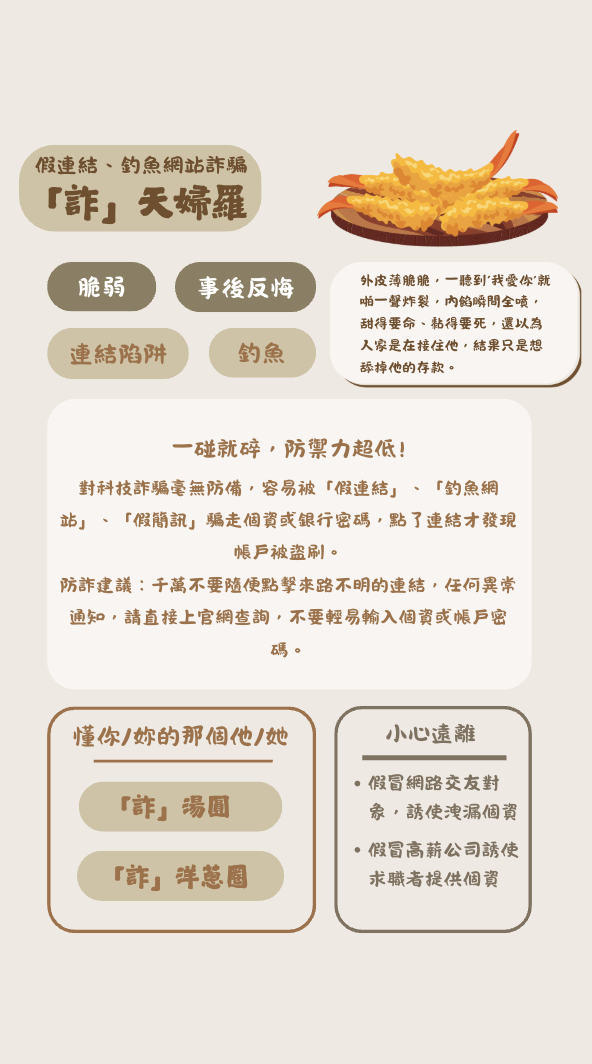 假連結、釣魚網站詐騙
「詐」天婦羅
脆弱
事後反悔
連結陷阱
釣魚
外皮薄脆脆，一聽到'我愛你'就
啪一聲炸裂，內餡瞬間全噴，
甜得要命、黏得要死，還以為
人家是在接住他，結果只是想
舔掉他的存款。
一碰就碎，防禦力超低！
對科技詐騙毫無防備，容易被「假連結」、「釣魚網
站」、「假簡訊」騙走個資或銀行密碼，點了連結才發現
帳戶被盜刷。
防詐建議：千萬不要隨便點擊來路不明的連結，任何異常
通知，請直接上官網查詢，不要輕易輸入個資或帳戶密
碼。
懂你/妳的那個他/她
「詐」湯圓
「詐」洋蔥圈
小心遠離
• 假冒網路交友對
象，誘使洩漏個資
• 假冒高薪公司誘使
求職者提供個資